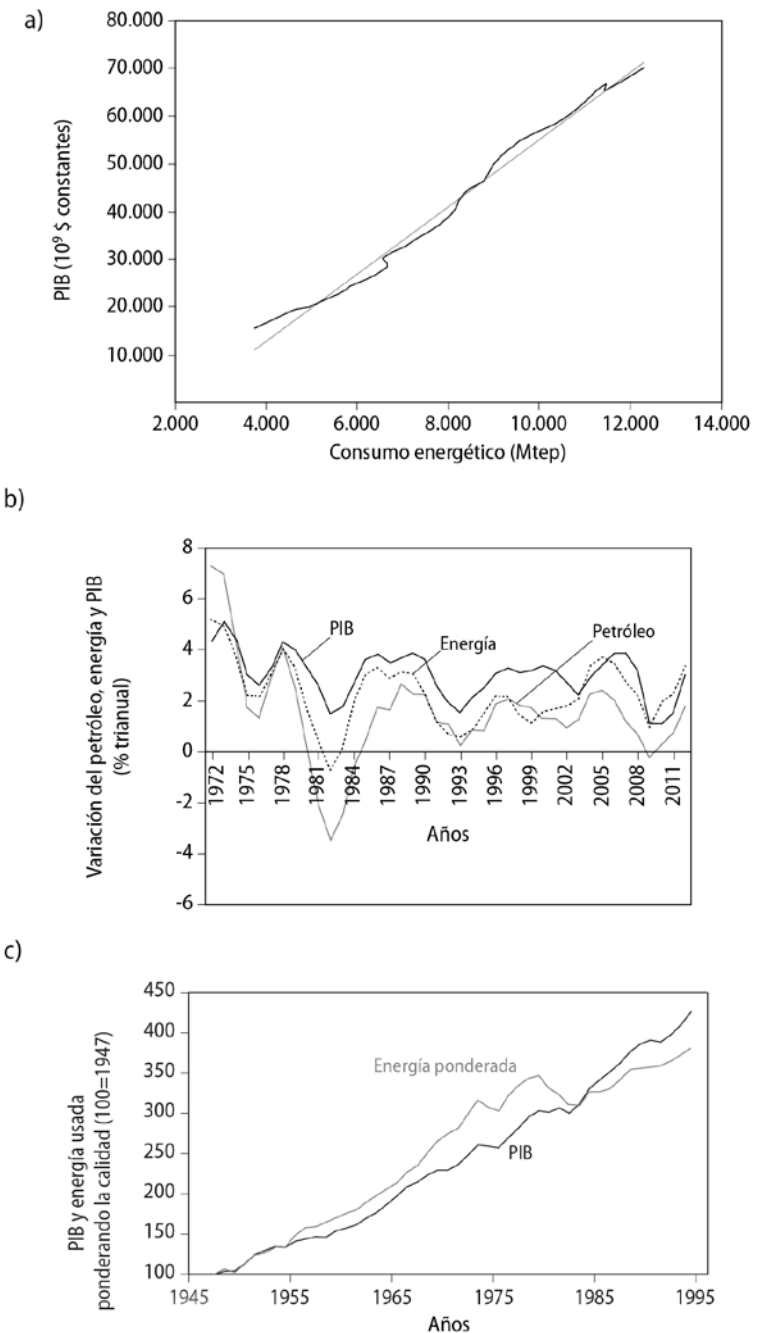 a)
80.000
70.000
60.000
50.000
40.000
30.000
20.000
10.000
PIB (10⁹ $ constantes)
2.000 4.000 6.000 8.000 10.000 12.000 14.000
Consumo energético (Mtep)
b)
Variación del petróleo, energía y PIB
(% trianual)
8
6
4
2
0
-2
-4
-6
PIB
Energía
Petróleo
1972 1975 1978 1981 1984 1987 1990 1993 1996 1999 2002 2005 2008 2011
Años
c)
PIB y energía usada
ponderando la calidad (100=1947)
450
400
350
300
250
200
150
100
Energía ponderada
PIB
1945 1955 1965 1975 1985 1995
Años